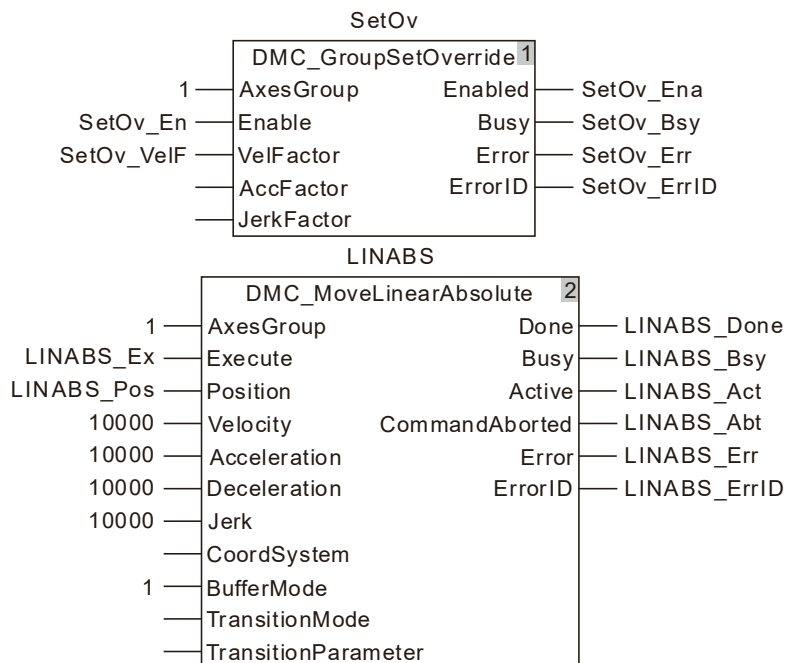 SetOv
DMC_GroupSetOverride 1
1 AxesGroup Enabled SetOv_Ena
SetOv_En Enable Busy SetOv_Bsy
SetOv_VelF VelFactor Error SetOv_Err
AccFactor ErrorID SetOv_ErrID
JerkFactor
LINABS
DMC_MoveLinearAbsolute 2
1 AxesGroup Done LINABS_Done
LINABS_Ex Execute Busy LINABS_Bsy
LINABS_Pos Position Active LINABS_Act
10000 Velocity CommandAborted LINABS_Abt
10000 Acceleration Error LINABS_Err
10000 Deceleration ErrorID LINABS_ErrID
10000 Jerk
CoordSystem
1 BufferMode
TransitionMode
TransitionParameter